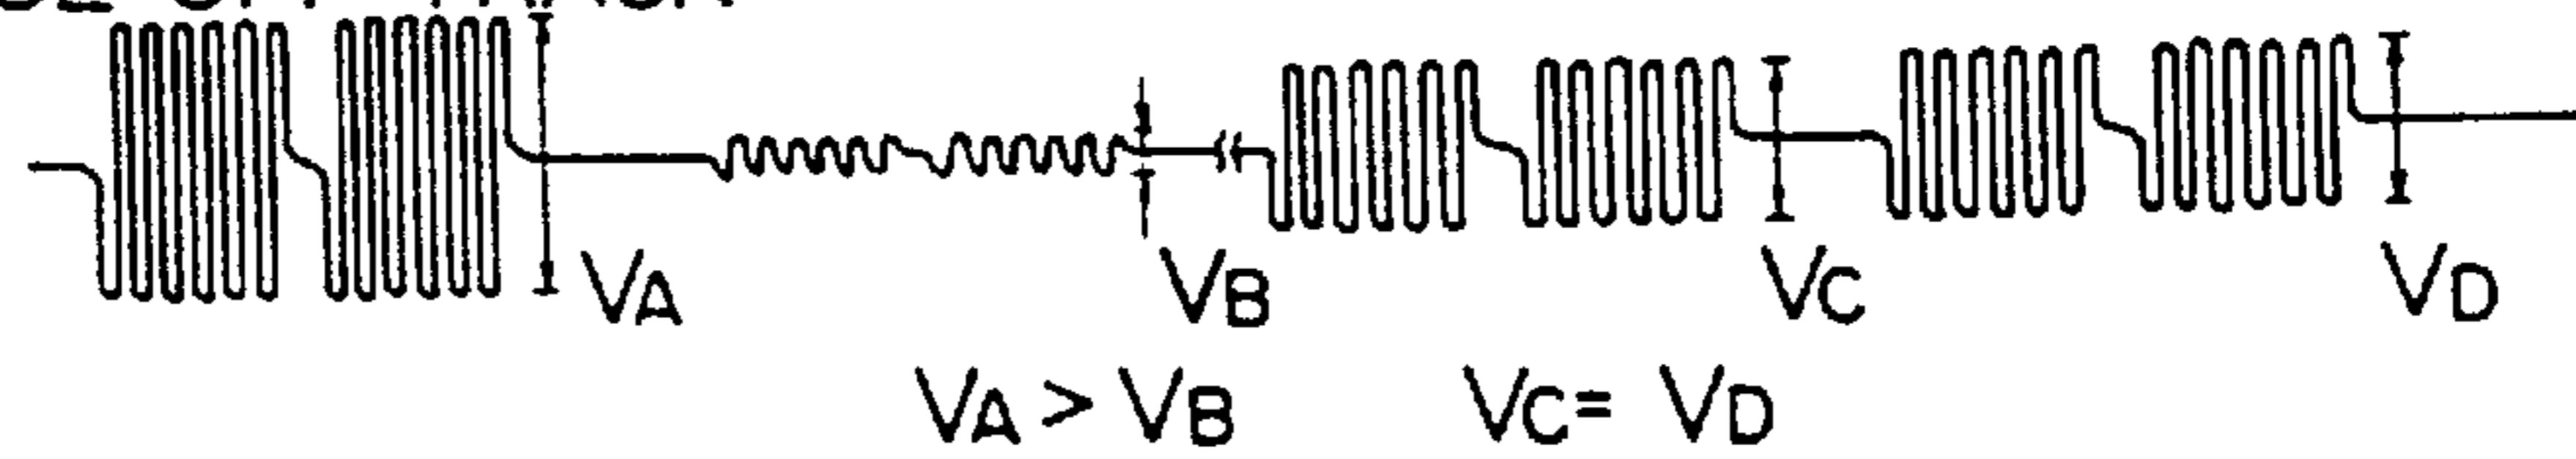 VA VB VC VD
VA > VB VC = VD